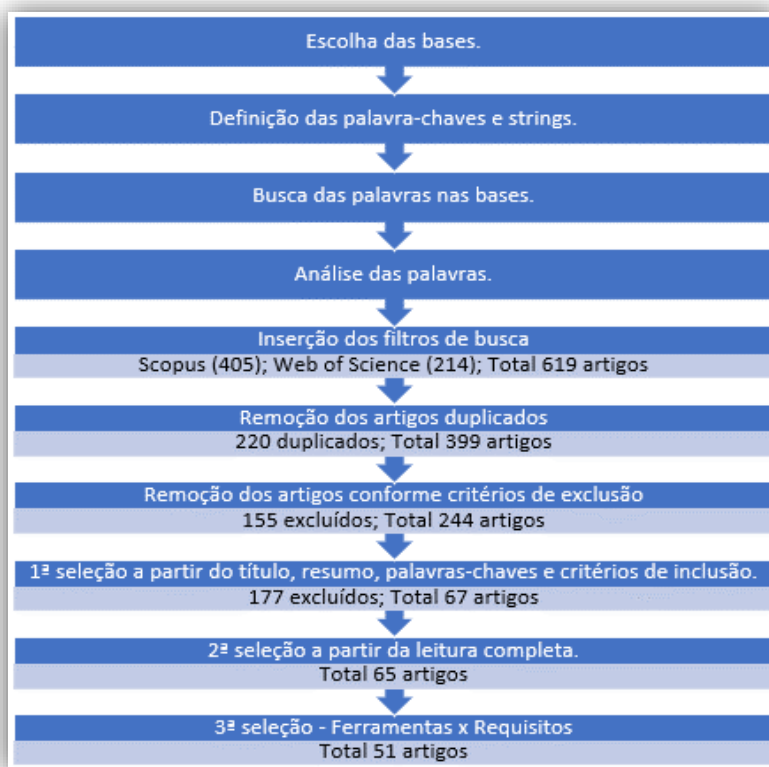 Escolha das bases.
Definição das palavra-chaves e strings.
Busca das palavras nas bases.
Análise das palavras.
Inserção dos filtros de busca
Scopus (405); Web of Science (214); Total 619 artigos
Remoção dos artigos duplicados
220 duplicados; Total 399 artigos
Remoção dos artigos conforme critérios de exclusão
155 excluídos; Total 244 artigos
1ª seleção a partir do título, resumo, palavras-chaves e critérios de inclusão.
177 excluídos; Total 67 artigos
2ª seleção a partir da leitura completa.
Total 65 artigos
3ª seleção - Ferramentas x Requisitos
Total 51 artigos